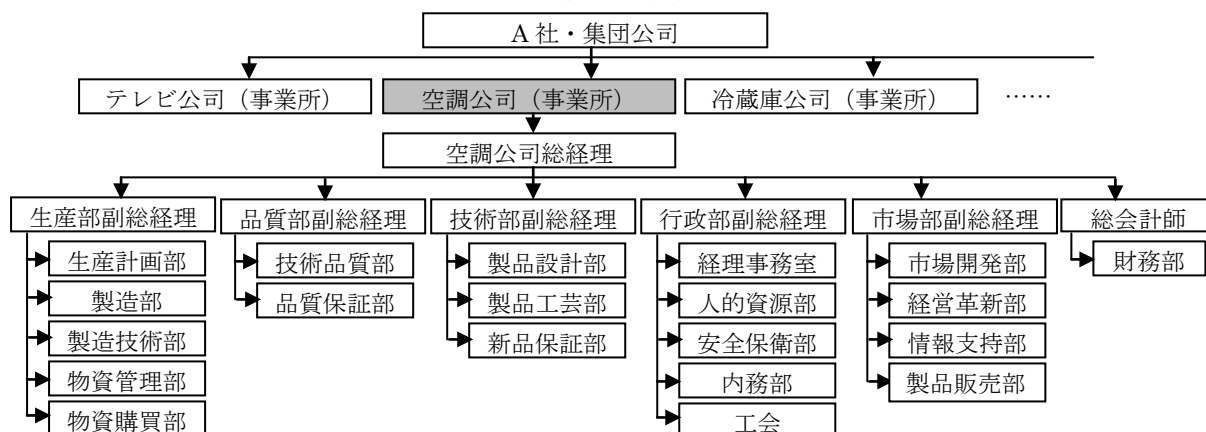 A 社・集団公司
テレビ公司（事業所） 空調公司（事業所） 冷蔵庫公司（事業所） ……
空調公司総経理
生産部副総経理 品質部副総経理 技術部副総経理 行政部副総経理 市場部副総経理 総会計師
生産計画部 技術品質部 製品設計部 経理事務室 市場開発部 財務部
製造部 品質保証部 製品工芸部 人的資源部 経営革新部
製造技術部 新品保証部 安全保衛部 情報支持部
物資管理部 内務部 製品販売部
物資購買部 工会